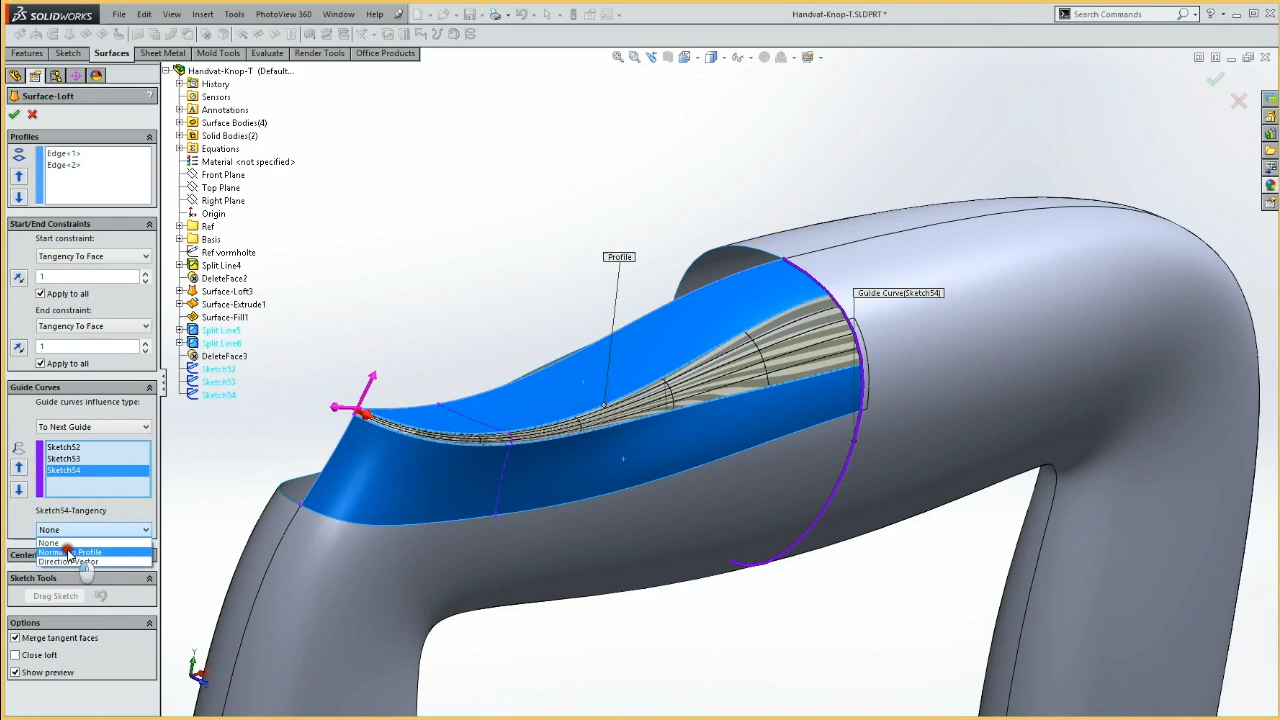 SOLIDWORKS
File Edit View Insert Tools PhotoView 360 Window Help
Handvat-Knop-T.SLDPRT *
Search Commands
Features Sketch Surfaces Sheet Metal Mold Tools Evaluate Render Tools Office Products
Surface-Loft
?
Profiles
Edge<1>
Edge<2>
Start/End Constraints
Start constraint:
Tangency To Face
1
Apply to all
End constraint:
Tangency To Face
1
Apply to all
Guide Curves
Guide curves influence type:
To Next Guide
Sketch52
Sketch53
Sketch54
Sketch54-Tangency
None
None
Profile
Direction Vector
Sketch Tools
Drag Sketch
Options
Merge tangent faces
Close loft
Show preview
Handvat-Knop-T (Default...
History
Sensors
Annotations
Surface Bodies(4)
Solid Bodies(2)
Equations
Material <not specified>
Front Plane
Top Plane
Right Plane
Origin
Ref
Basis
Ref vormholte
Split Line4
DeleteFace2
Surface-Loft3
Surface-Extrude1
Surface-Fill1
Split Line5
Split Line6
DeleteFace3
Sketch52
Sketch53
Sketch54
Profile
Guide Curve(Sketch54)
Y